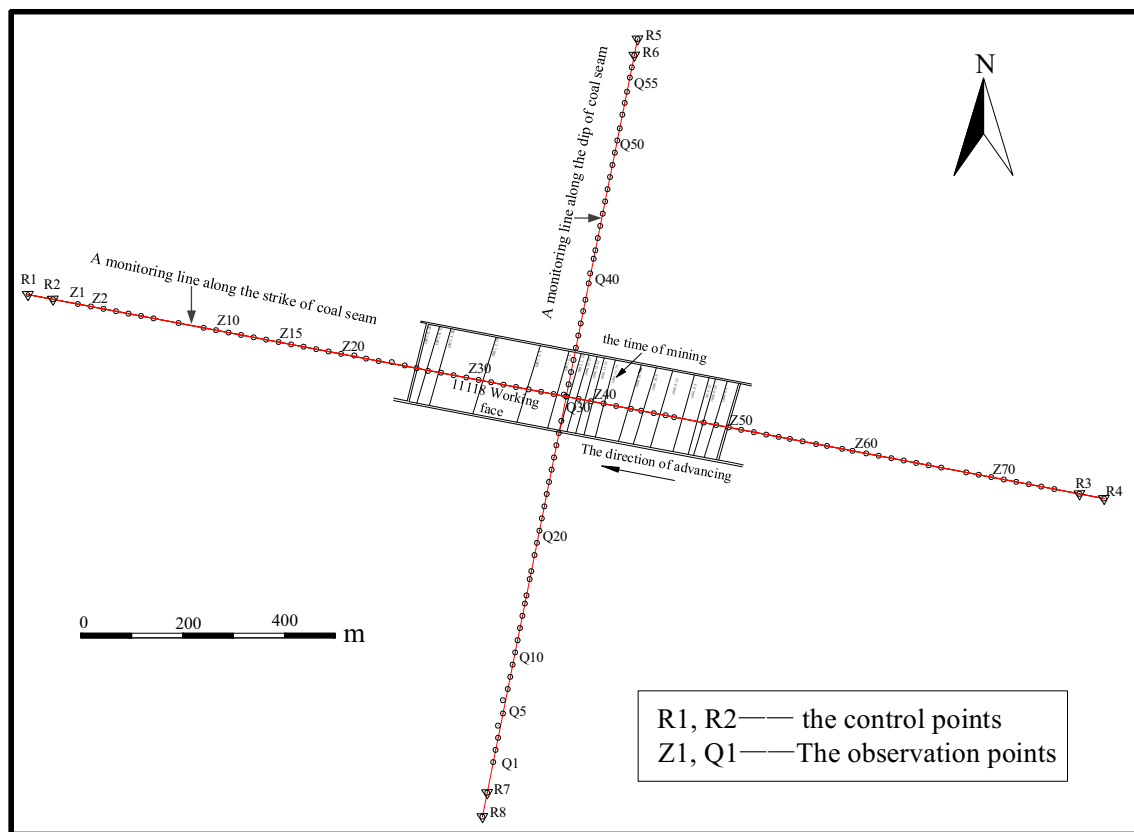 R5
R6
Q55
N
A monitoring line along the dip of coal seam
Q50
Q40
R1
R2
Z1
Z2
A monitoring line along the strike of coal seam
Z10
Z15
Z20
the time of mining
Z30
11118 Working
face
Q30
Z40
Z50
The direction of advancing
Z60
Z70
R3
R4
Q20
0 200 400
m
Q10
Q5
Q1
R7
R8
R1, R2—— the control points
Z1, Q1——The observation points